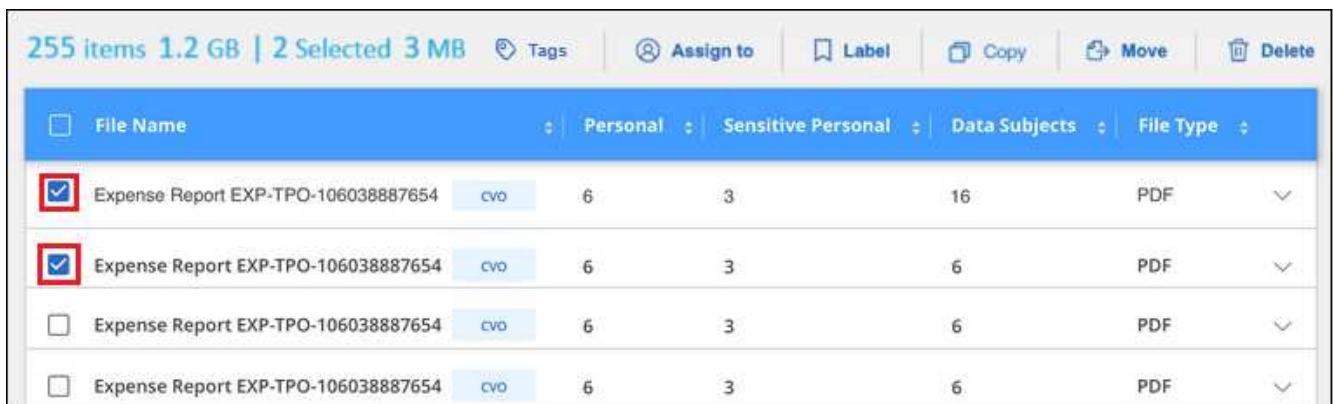 255 items 1.2 GB | 2 Selected 3 MB Tags Assign to Label Copy Move Delete
File Name Personal Sensitive Personal Data Subjects File Type
Expense Report EXP-TPO-106038887654 CVO 6 3 16 PDF
Expense Report EXP-TPO-106038887654 CVO 6 3 6 PDF
Expense Report EXP-TPO-106038887654 CVO 6 3 6 PDF
Expense Report EXP-TPO-106038887654 CVO 6 3 6 PDF